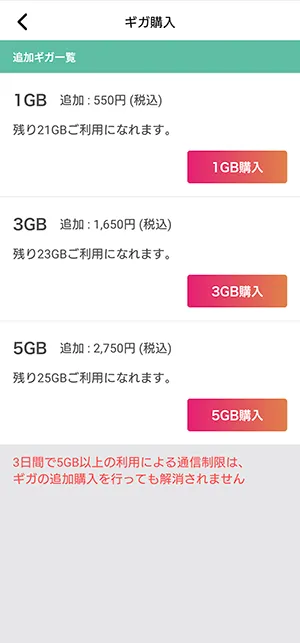 ギガ購入
追加ギガ一覧
1GB 追加 : 550円 (税込)
残り21GBご利用になれます。
1GB購入
3GB 追加 : 1,650円 (税込)
残り23GBご利用になれます。
3GB購入
5GB 追加 : 2,750円 (税込)
残り25GBご利用になれます。
5GB購入
3日間で5GB以上の利用による通信制限は、
ギガの追加購入を行っても解消されません